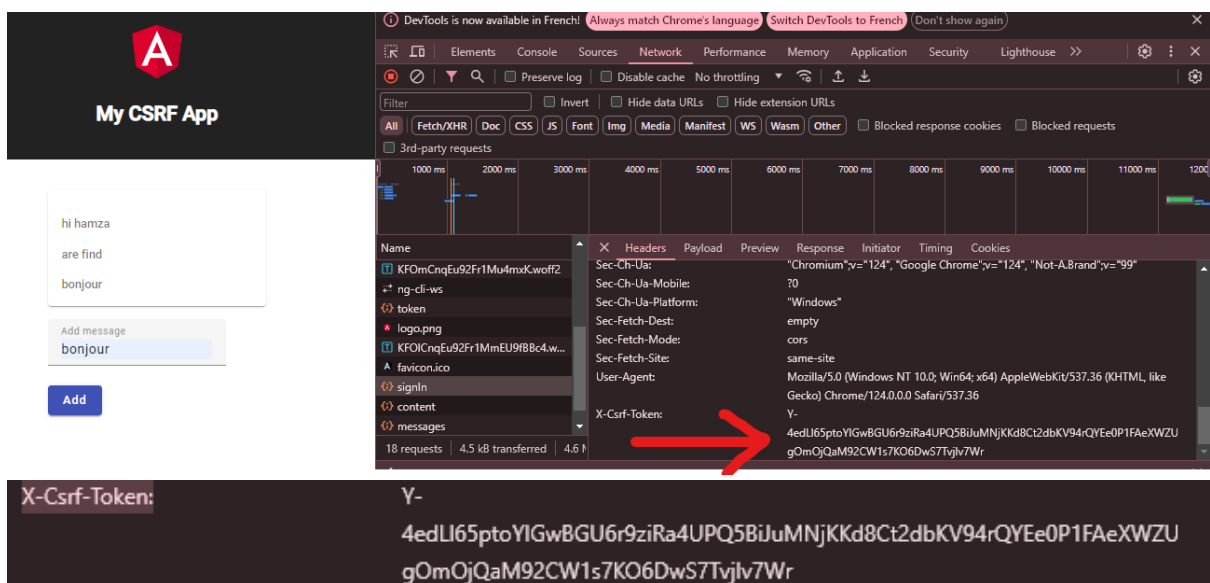 DevTools is now available in French! Always match Chrome's language Switch DevTools to French Don't show again
A
My CSRF App
hi hamza
are find
bonjour
Add message
bonjour
Add
Elements Console Sources Network Performance Memory Application Security Lighthouse
Preserve log Disable cache No throttling
Filter Invert Hide data URLs Hide extension URLs
All Fetch/XHR Doc CSS JS Font Img Media Manifest WS Wasm Other Blocked response cookies Blocked requests
3rd-party requests
1000 ms 2000 ms 3000 ms 4000 ms 5000 ms 6000 ms 7000 ms 8000 ms 9000 ms 10000 ms 11000 ms 1200
Name
KFOmCnqEu92Fr1Mu4mxK.woff2
ng-cli-ws
token
logo.png
KFOlCnqEu92Fr1MmEU9fBBc4.w...
favicon.ico
signIn
content
messages
18 requests 4.5 kB transferred 4.6
Headers Payload Preview Response Initiator Timing Cookies
Sec-Ch-Ua: "Chromium";v="124", "Google Chrome";v="124", "Not-A.Brand";v="99"
Sec-Ch-Ua-Mobile: ?0
Sec-Ch-Ua-Platform: "Windows"
Sec-Fetch-Dest: empty
Sec-Fetch-Mode: cors
Sec-Fetch-Site: same-site
User-Agent: Mozilla/5.0 (Windows NT 10.0; Win64; x64) AppleWebKit/537.36 (KHTML, like
Gecko) Chrome/124.0.0.0 Safari/537.36
X-Csrf-Token: Y-
4edLl65ptoYlGwBGU6r9ziRa4UPQ5BiJuMNjKKd8Ct2dbKV94rQYEe0P1FAeXWZU
gOmOjQaM92CW1s7KO6DwS7TvjIv7Wr
X-Csrf-Token: Y-
4edLl65ptoYlGwBGU6r9ziRa4UPQ5BiJuMNjKKd8Ct2dbKV94rQYEe0P1FAeXWZU
gOmOjQaM92CW1s7KO6DwS7TvjIv7Wr